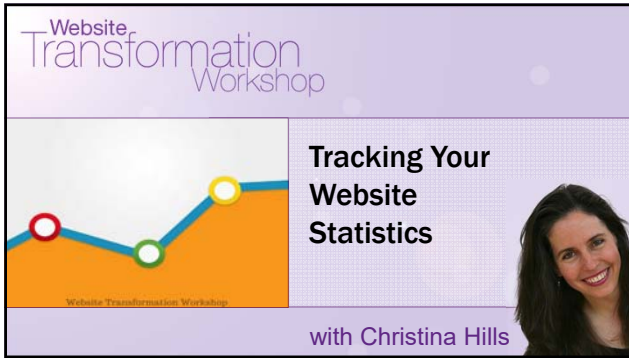 Website
Transformation
Workshop
Tracking Your
Website
Statistics
Website Transformation Workshop
with Christina Hills